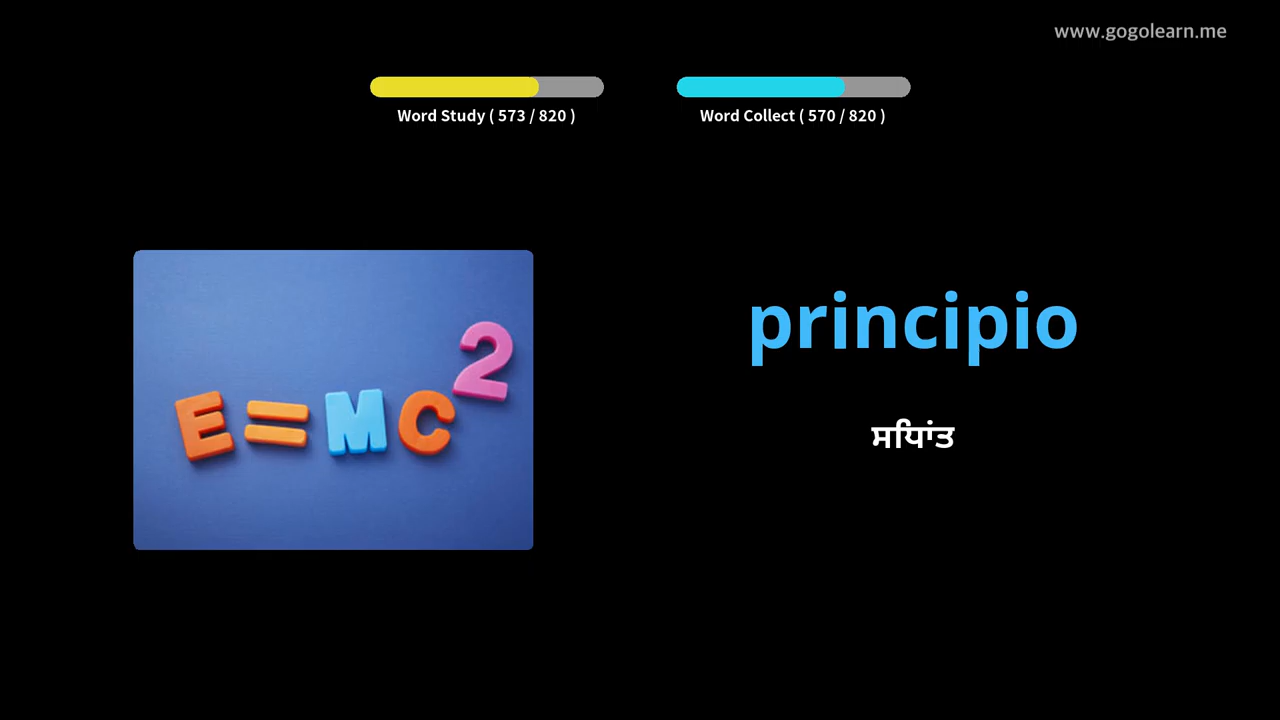 www.gogolearn.me
Word Study ( 573 / 820 )
Word Collect ( 570 / 820 )
E=MC²
principio
ਸਧਿਾਂਤ